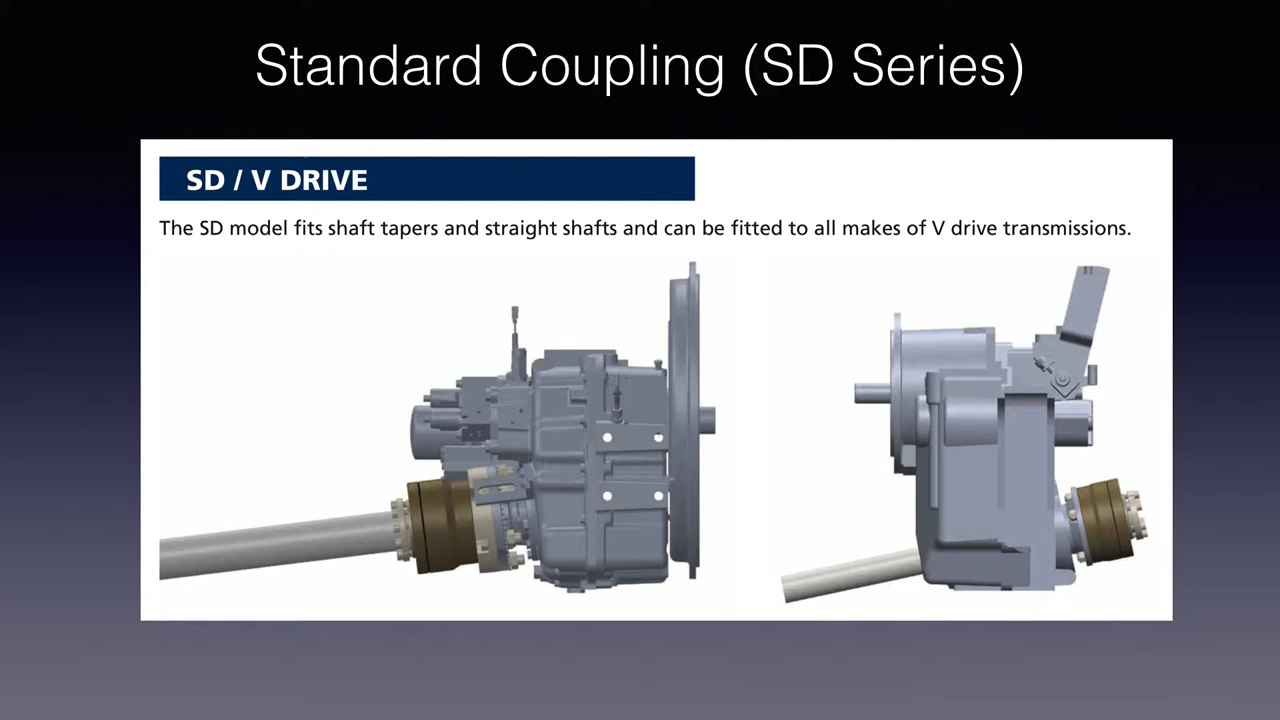 Standard Coupling (SD Series)
SD / V DRIVE
The SD model fits shaft tapers and straight shafts and can be fitted to all makes of V drive transmissions.